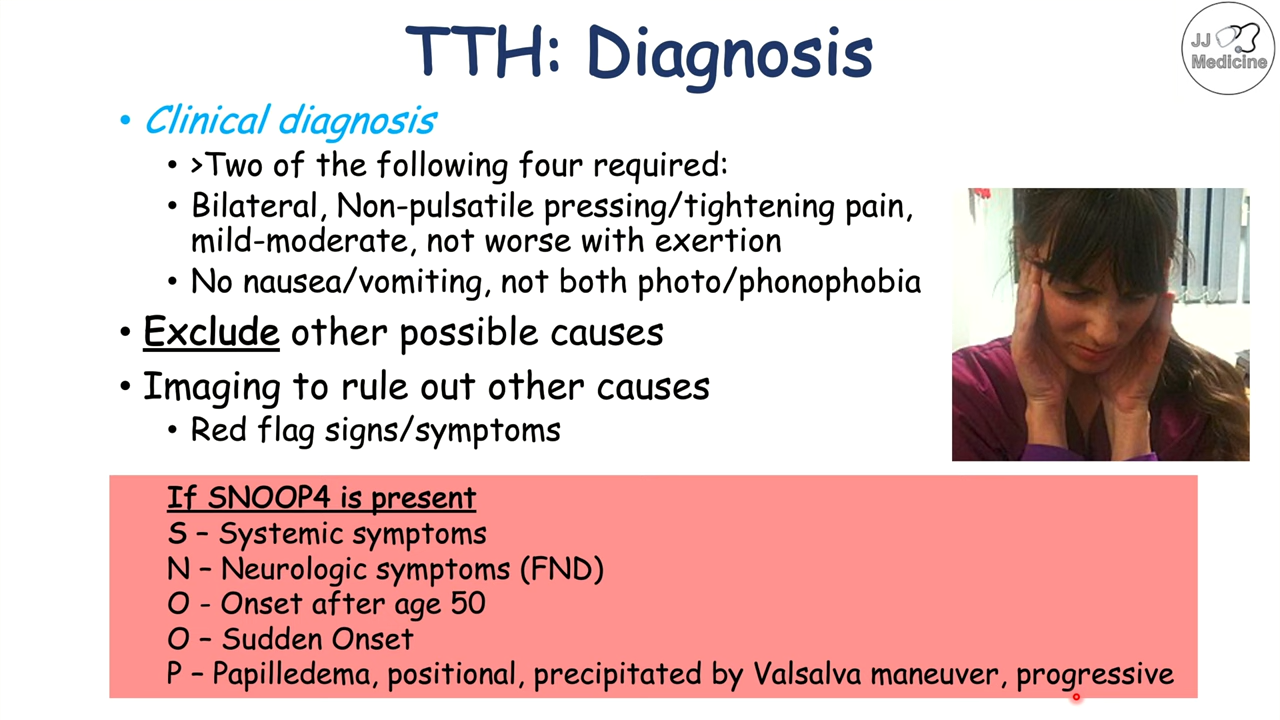 TTH: Diagnosis
JJ
Medicine
• Clinical diagnosis
• >Two of the following four required:
• Bilateral, Non-pulsatile pressing/tightening pain,
mild-moderate, not worse with exertion
• No nausea/vomiting, not both photo/phonophobia
• Exclude other possible causes
• Imaging to rule out other causes
• Red flag signs/symptoms
If SNOOP4 is present
S – Systemic symptoms
N – Neurologic symptoms (FND)
O - Onset after age 50
O – Sudden Onset
P – Papilledema, positional, precipitated by Valsalva maneuver, progressive